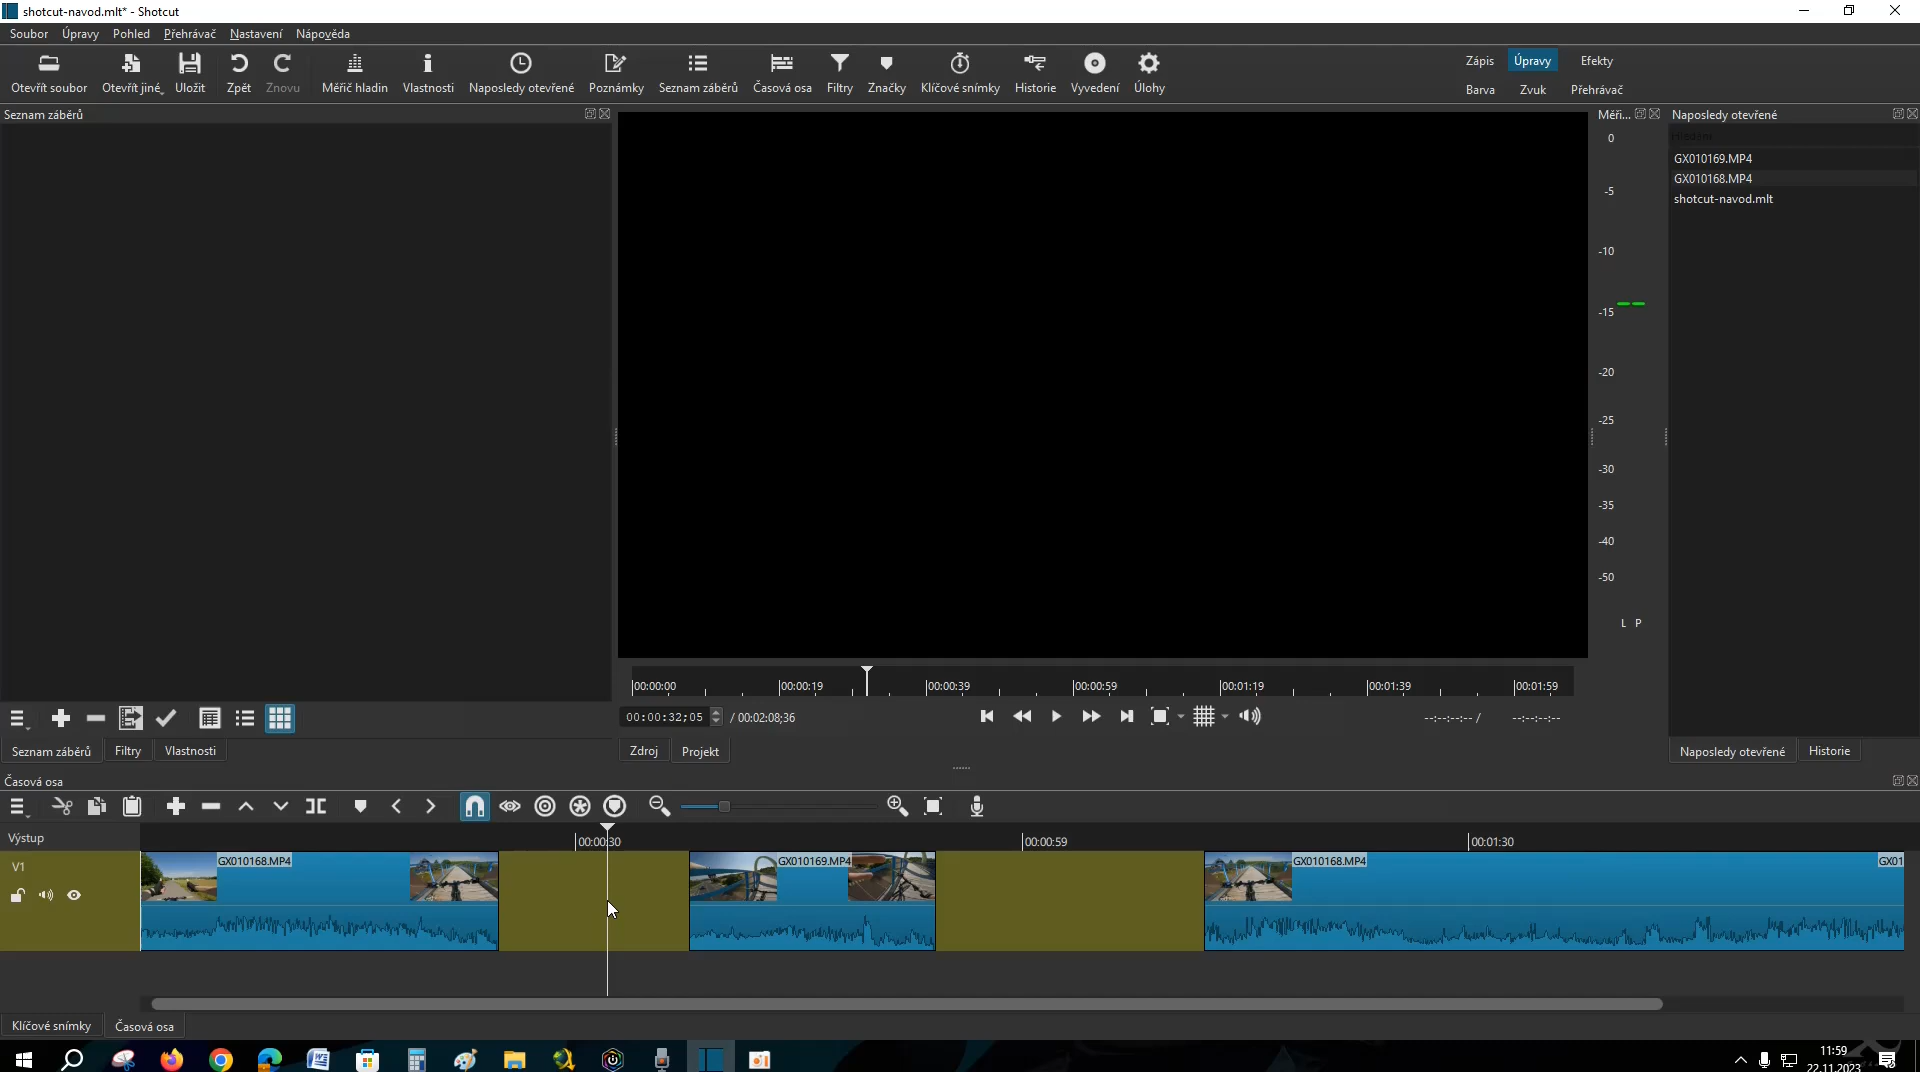 shotcut-navod.mlt* - Shotcut
Soubor Úpravy Pohled Přehrávač Nastavení Nápověda
Otevřít soubor Otevřít jiné Uložit Zpět Znovu Měřič hladin Vlastnosti Naposledy otevřené Poznámky Seznam záběrů Časová osa Filtry Značky Klíčové snímky Historie Vyvedení Úlohy
Zápis Úpravy Efekty
Barva Zvuk Přehrávač
Seznam záběrů
Měři...
0
-5
-10
-15
-20
-25
-30
-35
-40
-50
L P
Naposledy otevřené
Hledání
GX010169.MP4
GX010168.MP4
shotcut-navod.mlt
00:00:00 00:00:19 00:00:39 00:00:59 00:01:19 00:01:39 00:01:59
00:00:32;05 / 00:02:08;36 --:--:--:-- / --:--:--:--
Seznam záběrů Filtry Vlastnosti
Zdroj Projekt
Naposledy otevřené Historie
Časová osa
Výstup
00:00:30 00:00:59 00:01:30
V1
GX010168.MP4 GX010169.MP4 GX010168.MP4 GX01
Klíčové snímky Časová osa
11:59
22.11.2023